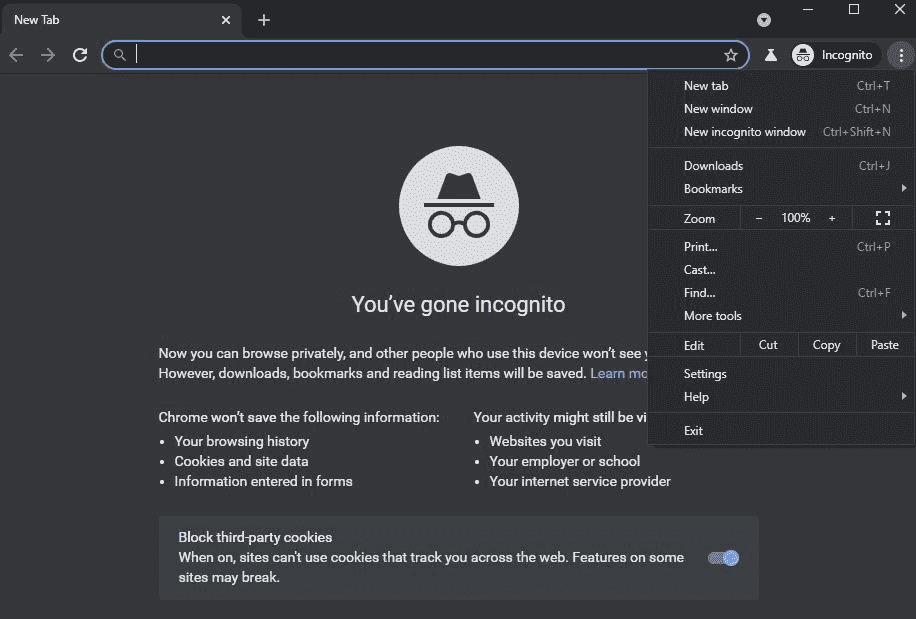 New Tab
Incognito
New tab Ctrl+T
New window Ctrl+N
New incognito window Ctrl+Shift+N
Downloads Ctrl+J
Bookmarks
Zoom − 100% +
Print... Ctrl+P
Cast...
Find... Ctrl+F
More tools
Edit Cut Copy Paste
Settings
Help
Exit
You’ve gone incognito
Now you can browse privately, and other people who use this device won’t see
However, downloads, bookmarks and reading list items will be saved. Learn mo
Chrome won’t save the following information:
• Your browsing history
• Cookies and site data
• Information entered in forms
Your activity might still be vi
• Websites you visit
• Your employer or school
• Your internet service provider
Block third-party cookies
When on, sites can't use cookies that track you across the web. Features on some
sites may break.